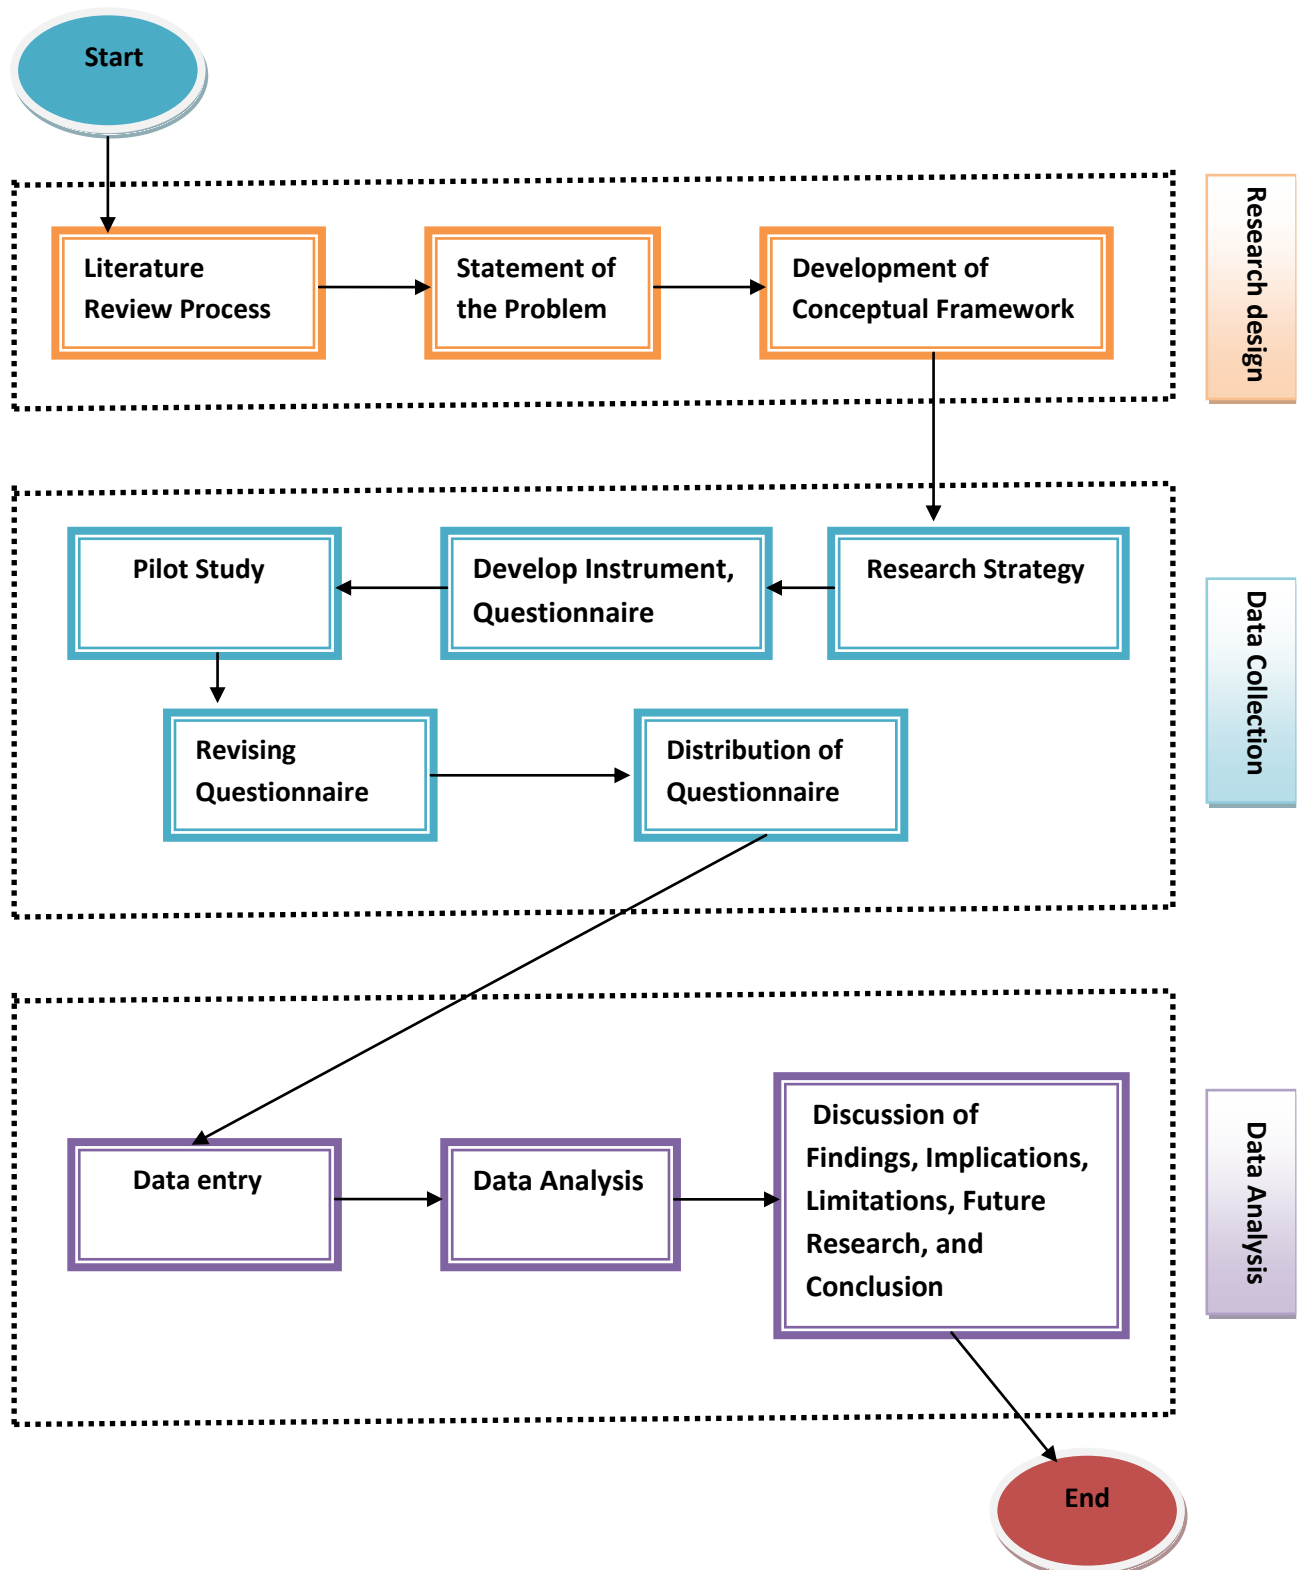 Start
Literature
Review Process
Statement of
the Problem
Development of
Conceptual Framework
Research design
Pilot Study
Develop Instrument,
Questionnaire
Research Strategy
Revising
Questionnaire
Distribution of
Questionnaire
Data Collection
Data entry
Data Analysis
Discussion of
Findings, Implications,
Limitations, Future
Research, and
Conclusion
Data Analysis
End